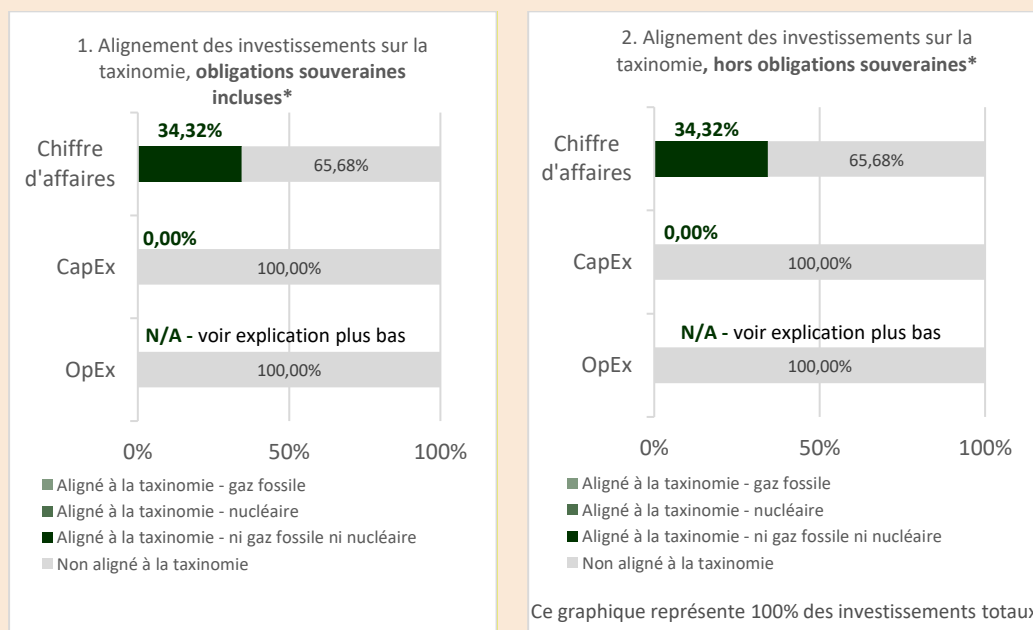 1. Alignement des investissements sur la
taxinomie, obligations souveraines
incluses*
34,32%
Chiffre
d'affaires
65,68%
0,00%
CapEx
100,00%
N/A - voir explication plus bas
OpEx
100,00%
0%
50%
100%
Aligné à la taxinomie - gaz fossile
Aligné à la taxinomie - nucléaire
Aligné à la taxinomie - ni gaz fossile ni nucléaire
Non aligné à la taxinomie
2. Alignement des investissements sur la
taxinomie, hors obligations souveraines*
34,32%
Chiffre
d'affaires
65,68%
0,00%
CapEx
100,00%
N/A - voir explication plus bas
OpEx
100,00%
0%
50%
100%
Aligné à la taxinomie - gaz fossile
Aligné à la taxinomie - nucléaire
Aligné à la taxinomie - ni gaz fossile ni nucléaire
Non aligné à la taxinomie
Ce graphique représente 100% des investissements totaux